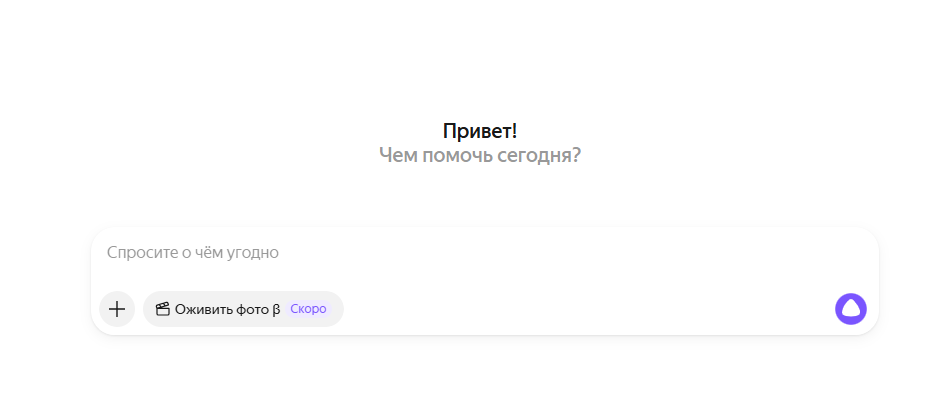 Привет!
Чем помочь сегодня?
Спросите о чём угодно
Оживить фото β Скоро